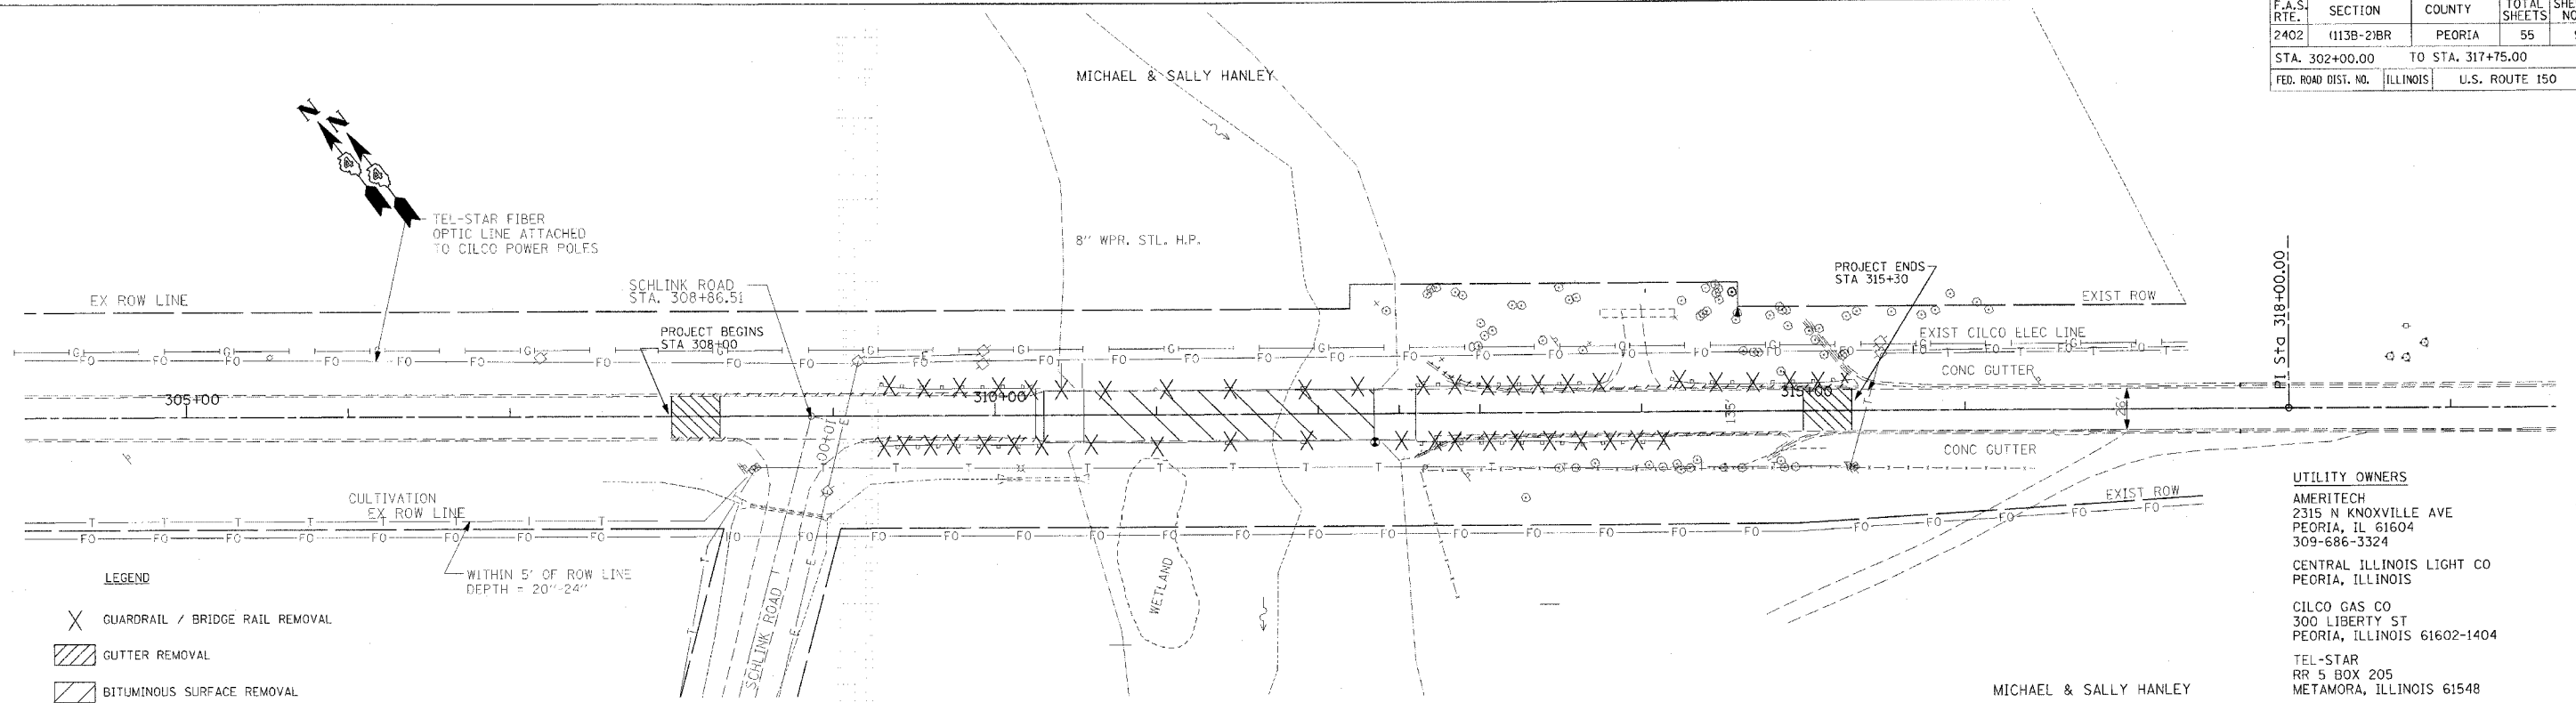 F.A.S. RTE. SECTION COUNTY TOTAL SHEETS
2402 (113B-2)BR PEORIA 55
STA. 302+00.00 TO STA. 317+75.00
FED. ROAD DIST. NO. ILLINOIS U.S. ROUTE 150
MICHAEL & SALLY HANLEY
N
N
TEL-STAR FIBER
OPTIC LINE ATTACHED
TO CILCO POWER POLES
8" WPR. STL. H.P.
EX ROW LINE
SCHLINK ROAD
STA. 308+86.51
PROJECT BEGINS
STA 308+00
PROJECT ENDS
STA 315+30
EXIST ROW
EXIST CILCO ELEC LINE
CONC GUTTER
PI Sta 318+00.00
305+00
310+00
315+00
135'
26'
10+00
CONC GUTTER
CULTIVATION
EX ROW LINE
EXIST ROW
WITHIN 5' OF ROW LINE
DEPTH = 20"-24"
SCHLINK ROAD
WETLAND
LEGEND
X GUARDRAIL / BRIDGE RAIL REMOVAL
GUTTER REMOVAL
BITUMINOUS SURFACE REMOVAL
UTILITY OWNERS
AMERITECH
2315 N KNOXVILLE AVE
PEORIA, IL 61604
309-686-3324
CENTRAL ILLINOIS LIGHT CO
PEORIA, ILLINOIS
CILCO GAS CO
300 LIBERTY ST
PEORIA, ILLINOIS 61602-1404
TEL-STAR
RR 5 BOX 205
METAMORA, ILLINOIS 61548
MICHAEL & SALLY HANLEY